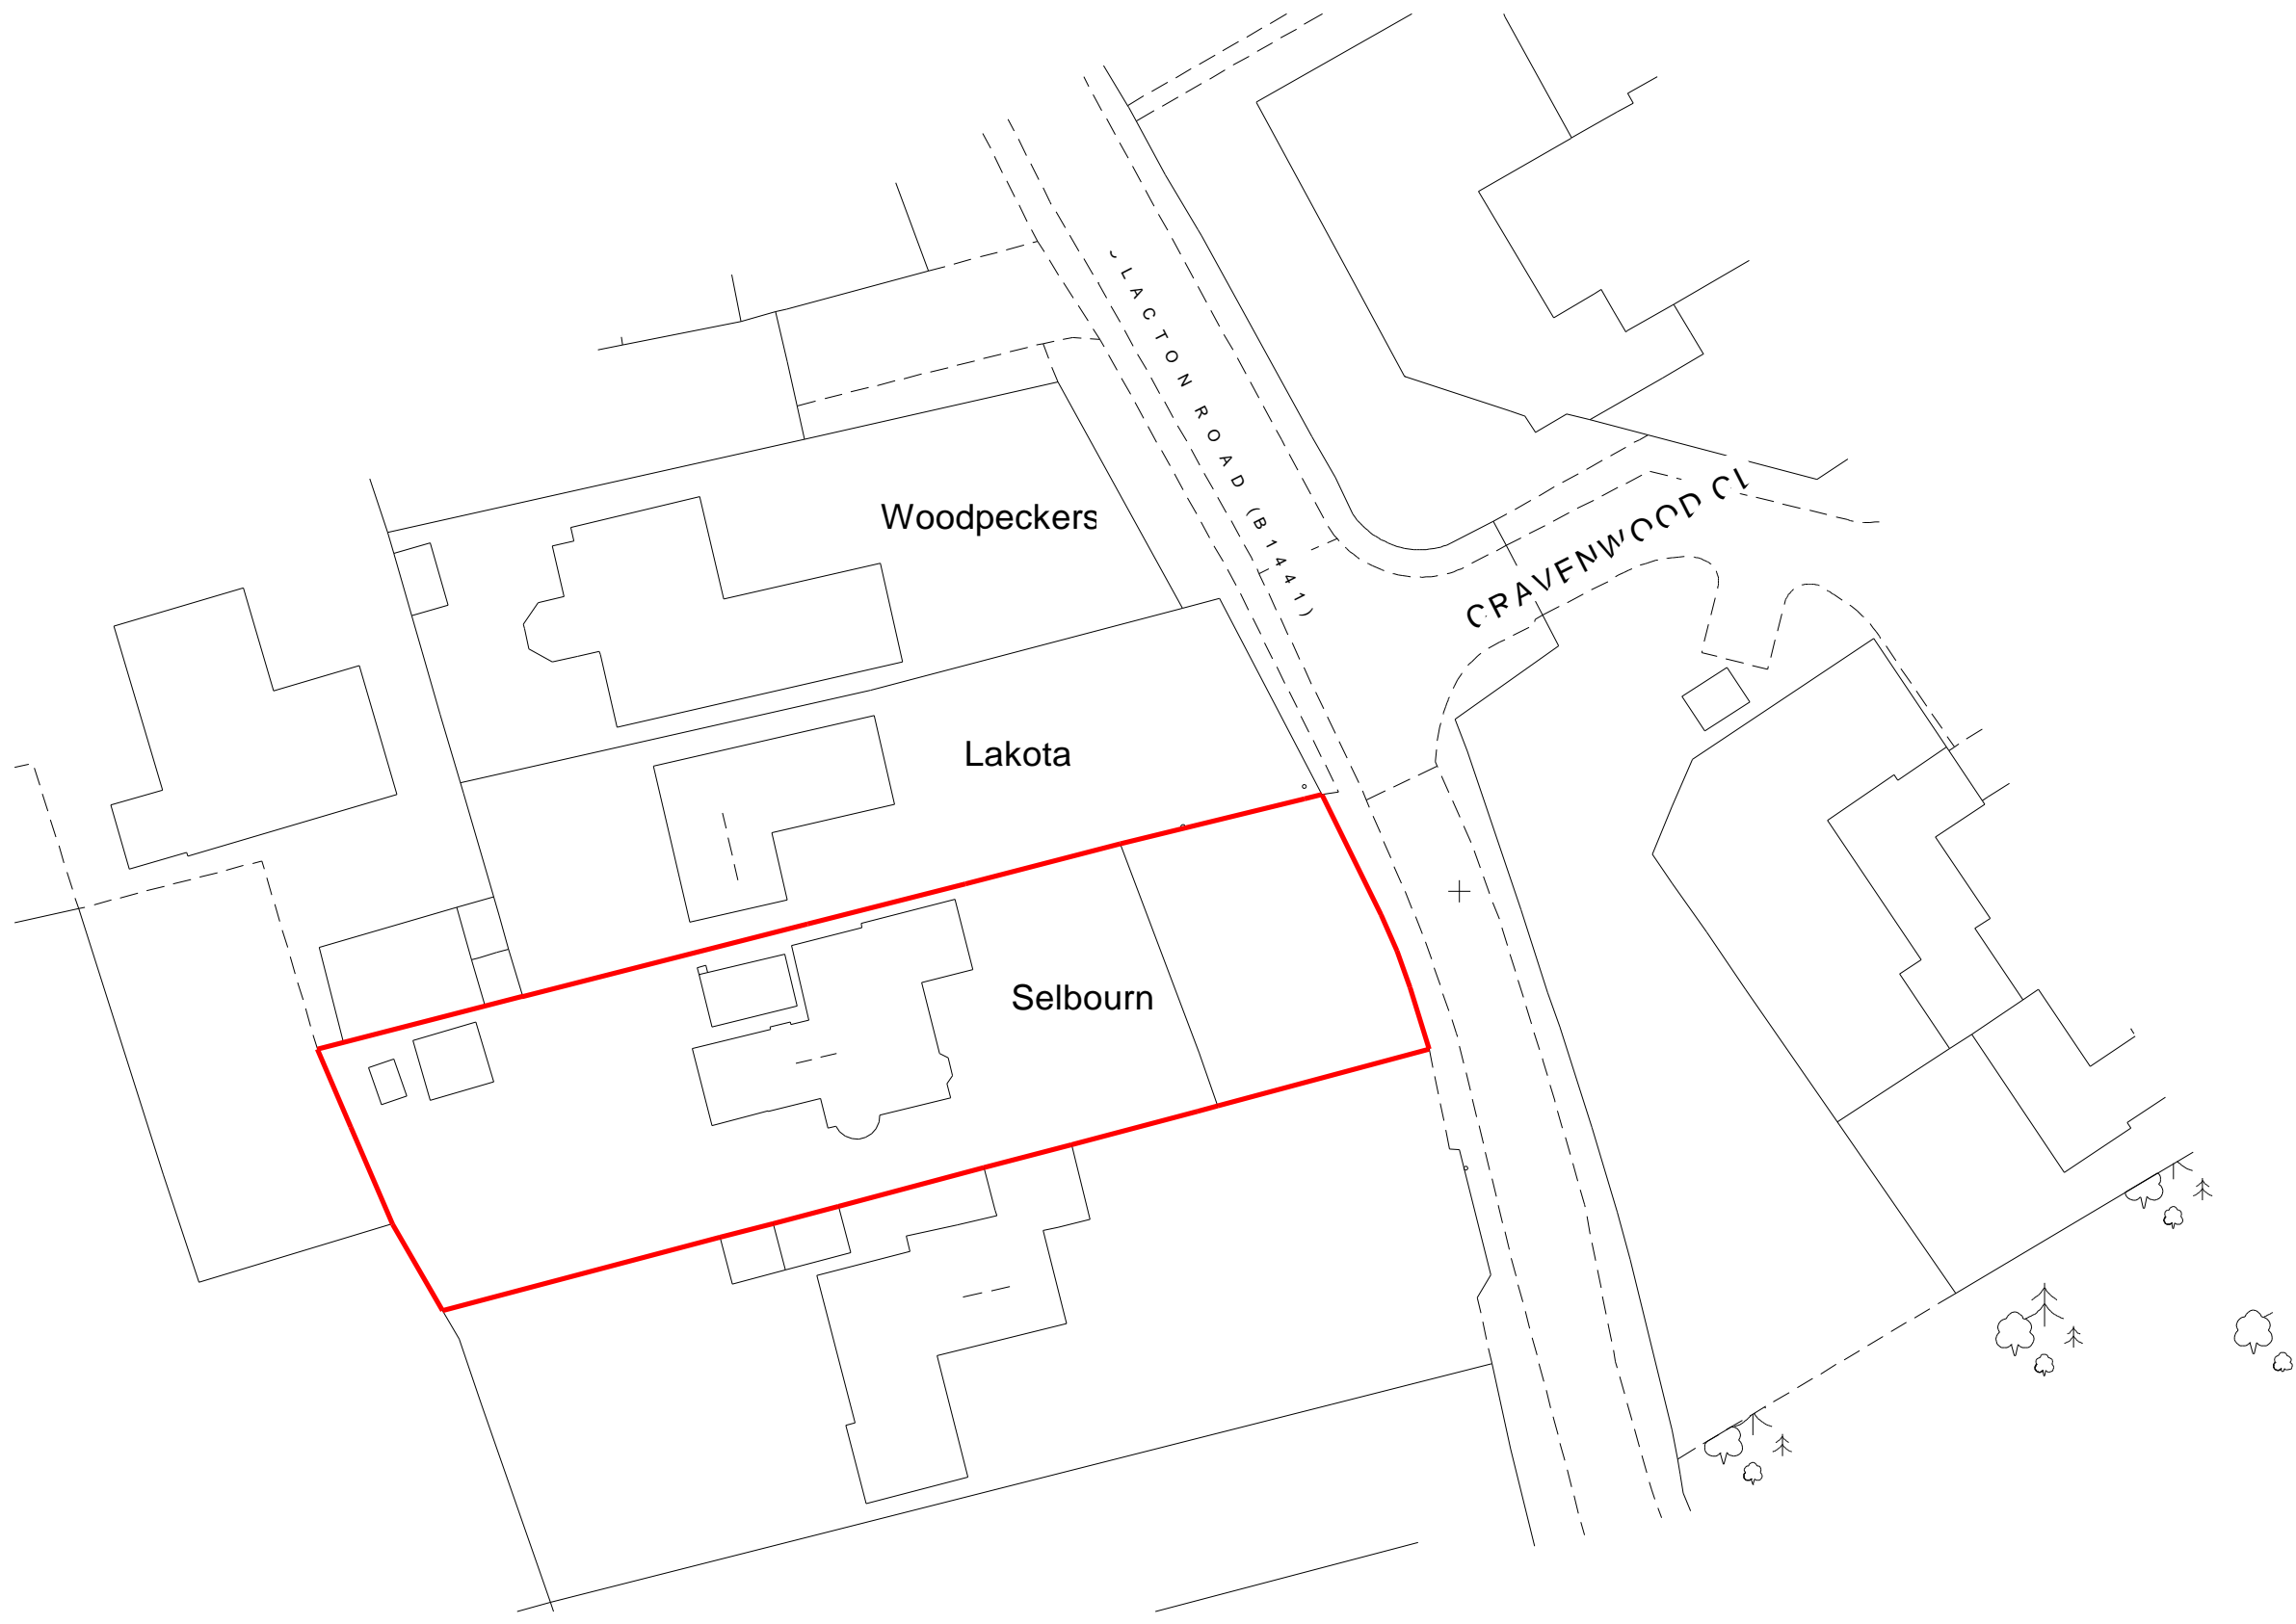 LACTON ROAD (B1441)
CRAVENWOOD CL
Woodpeckers
Lakota
Selbourn